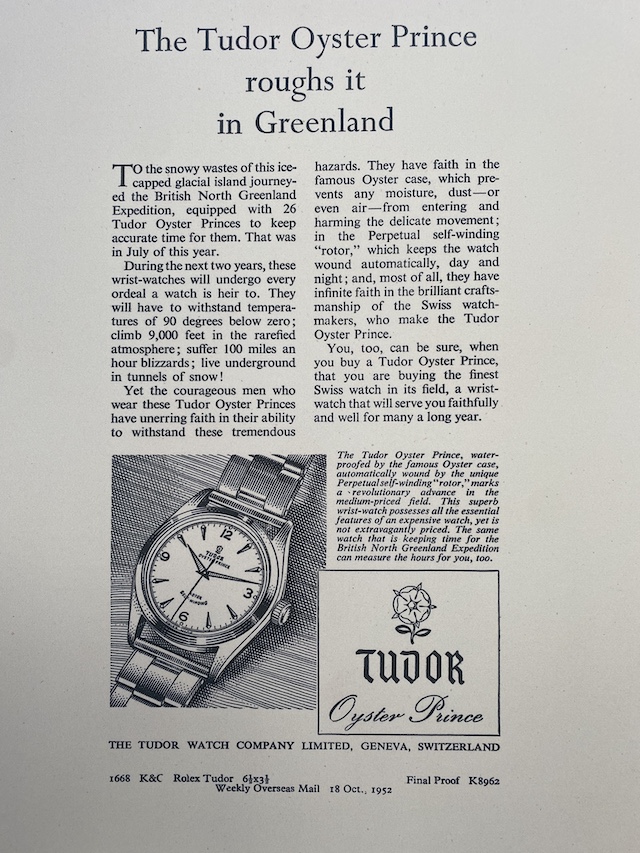 The Tudor Oyster Prince
roughs it
in Greenland
TO the snowy wastes of this ice-
capped glacial island journey-
ed the British North Greenland
Expedition, equipped with 26
Tudor Oyster Princes to keep
accurate time for them. That was
in July of this year.
During the next two years, these
wrist-watches will undergo every
ordeal a watch is heir to. They
will have to withstand tempera-
tures of 90 degrees below zero;
climb 9,000 feet in the rarefied
atmosphere; suffer 100 miles an
hour blizzards; live underground
in tunnels of snow!
Yet the courageous men who
wear these Tudor Oyster Princes
have unerring faith in their ability
to withstand these tremendous
hazards. They have faith in the
famous Oyster case, which pre-
vents any moisture, dust—or
even air—from entering and
harming the delicate movement;
in the Perpetual self-winding
“rotor,” which keeps the watch
wound automatically, day and
night; and, most of all, they have
infinite faith in the brilliant crafts-
manship of the Swiss watch-
makers, who make the Tudor
Oyster Prince.
You, too, can be sure, when
you buy a Tudor Oyster Prince,
that you are buying the finest
Swiss watch in its field, a wrist-
watch that will serve you faithfully
and well for many a long year.
The Tudor Oyster Prince, water-
proofed by the famous Oyster case,
automatically wound by the unique
Perpetual self-winding “rotor,” marks
a revolutionary advance in the
medium-priced field. This superb
wrist-watch possesses all the essential
features of an expensive watch, yet is
not extravagantly priced. The same
watch that is keeping time for the
British North Greenland Expedition
can measure the hours for you, too.
12
TUDOR
OYSTER PRINCE
9
3
ROTOR
SELF-WINDING
6
TUDOR
Oyster Prince
THE TUDOR WATCH COMPANY LIMITED, GENEVA, SWITZERLAND
1668 K&C Rolex Tudor 6½x3½ Final Proof K8962
Weekly Overseas Mail 18 Oct., 1952